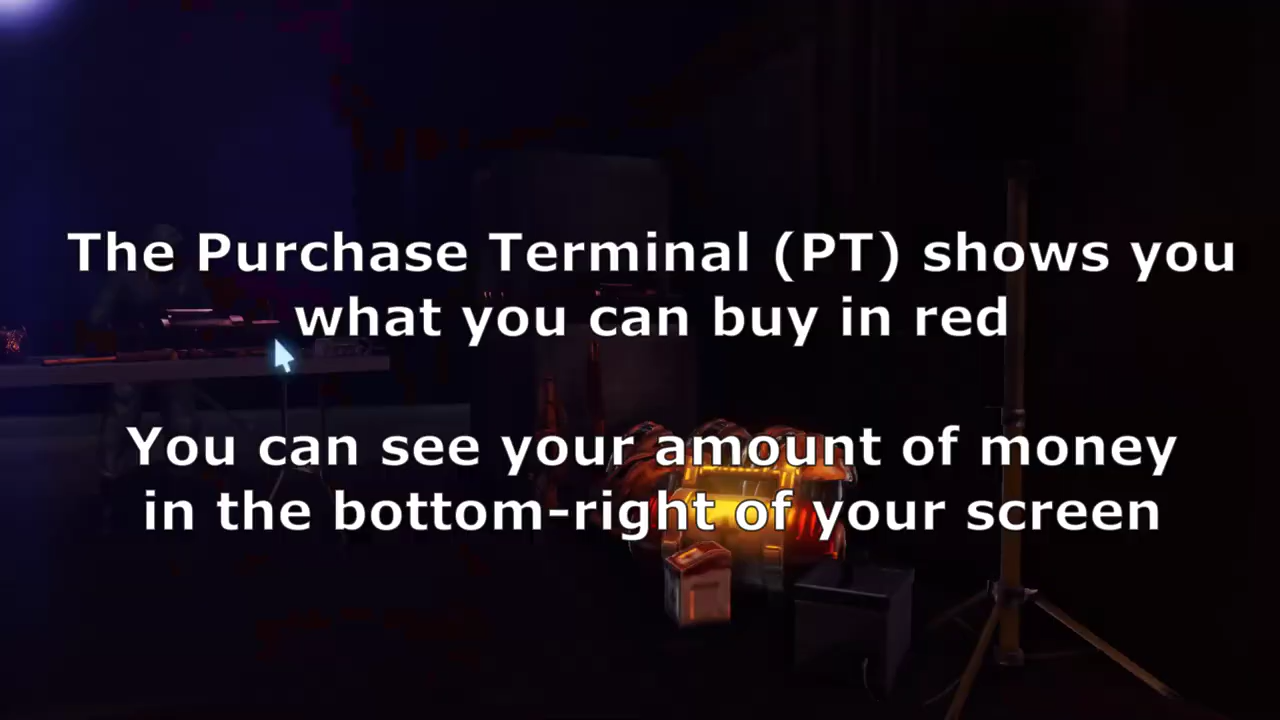 The Purchase Terminal (PT) shows you
what you can buy in red
You can see your amount of money
in the bottom-right of your screen